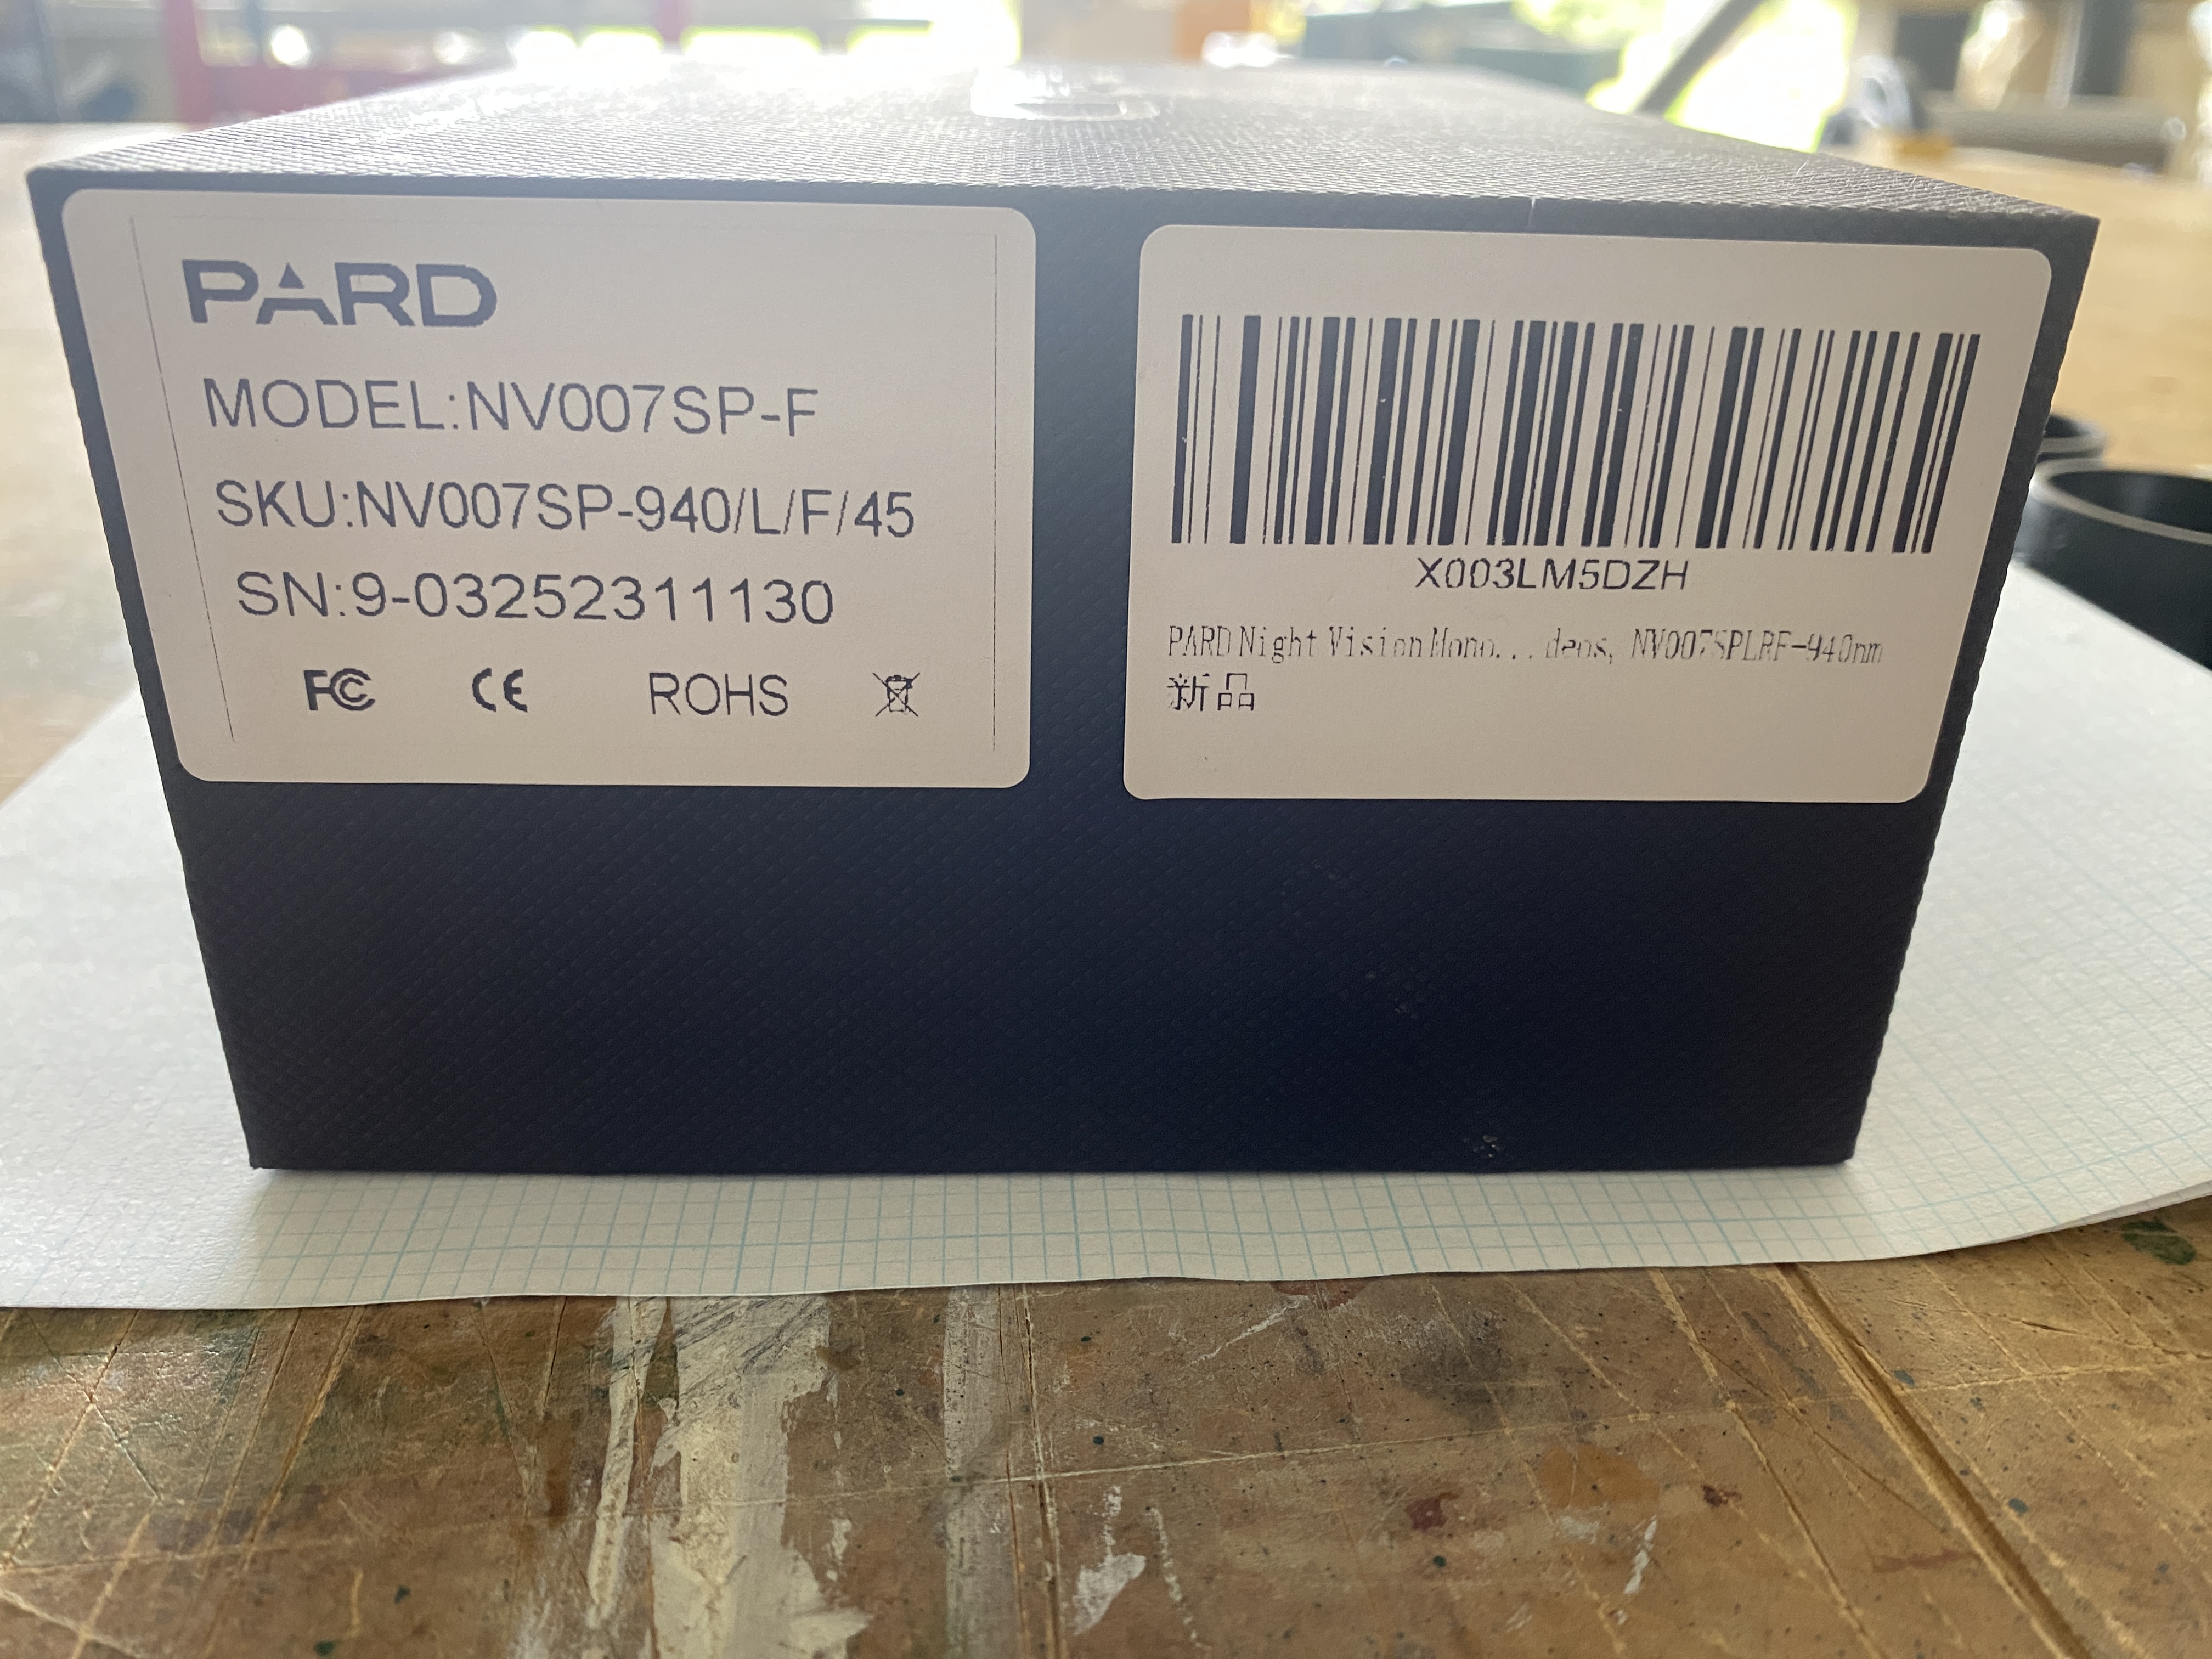 PARD
MODEL:NV007SP-F
SKU:NV007SP-940/L/F/45
SN:9-03252311130
FC CE ROHS
X003LM5DZH
PARD Night Vision Mono...deos, NV007SPLRF-940nm
新品